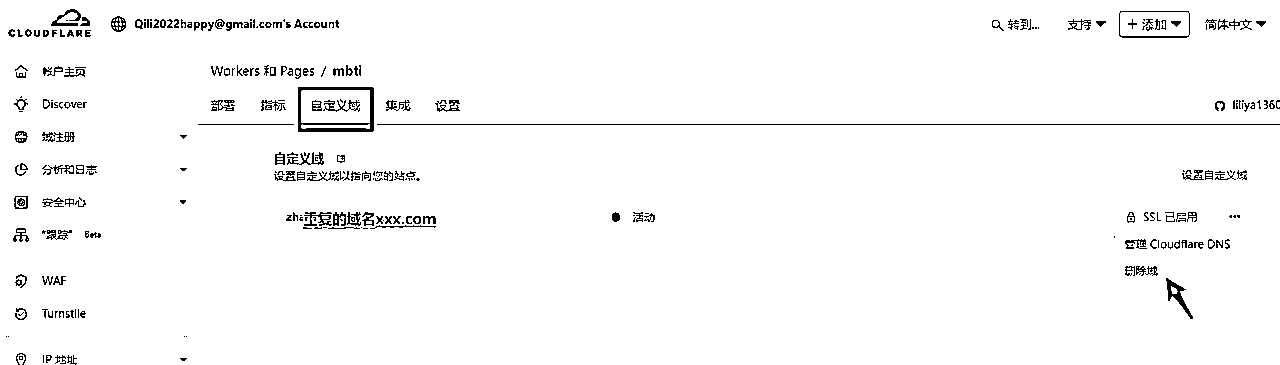 CLOUDFLARE
Qili2022happy@gmail.com's Account
转到...
支持
+ 添加
简体中文
帐户主页
Discover
域注册
分析和日志
安全中心
"跟踪" Beta
WAF
Turnstile
IP 地址
Workers 和 Pages / mbti
部署 指标 自定义域 集成 设置
liliya1360
自定义域
设置自定义域以指向您的站点。
设置自定义域
zha重复的域名xxx.com
活动
SSL 已启用 ...
管理 Cloudflare DNS
删除域